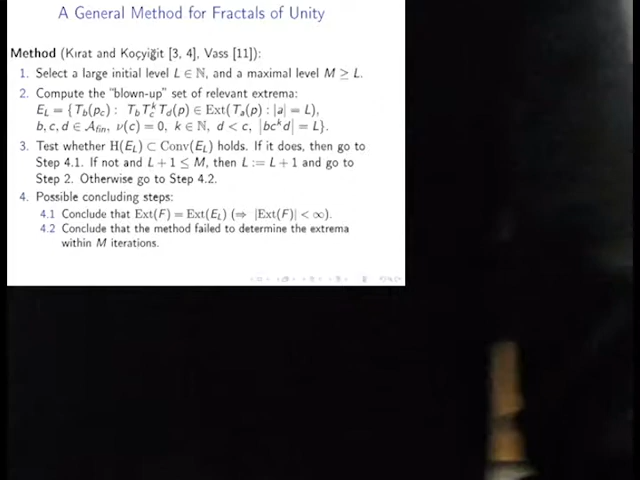 A General Method for Fractals of Unity
Method (Kırat and Koçyiğit [3, 4], Vass [11]):
1. Select a large initial level L ∈ ℕ, and a maximal level M ≥ L.
2. Compute the "blown-up" set of relevant extrema:
E_L = {T_b(p_c) : T_b T_c^k T_d(p) ∈ Ext(T_a(p) : |a| = L),
b, c, d ∈ A_fin, ν(c) = 0, k ∈ ℕ, d < c, |bc^k d| = L}.
3. Test whether H(E_L) ⊂ Conv(E_L) holds. If it does, then go to
Step 4.1. If not and L + 1 ≤ M, then L := L + 1 and go to
Step 2. Otherwise go to Step 4.2.
4. Possible concluding steps:
4.1 Conclude that Ext(F) = Ext(E_L) (⇒ |Ext(F)| < ∞).
4.2 Conclude that the method failed to determine the extrema
within M iterations.